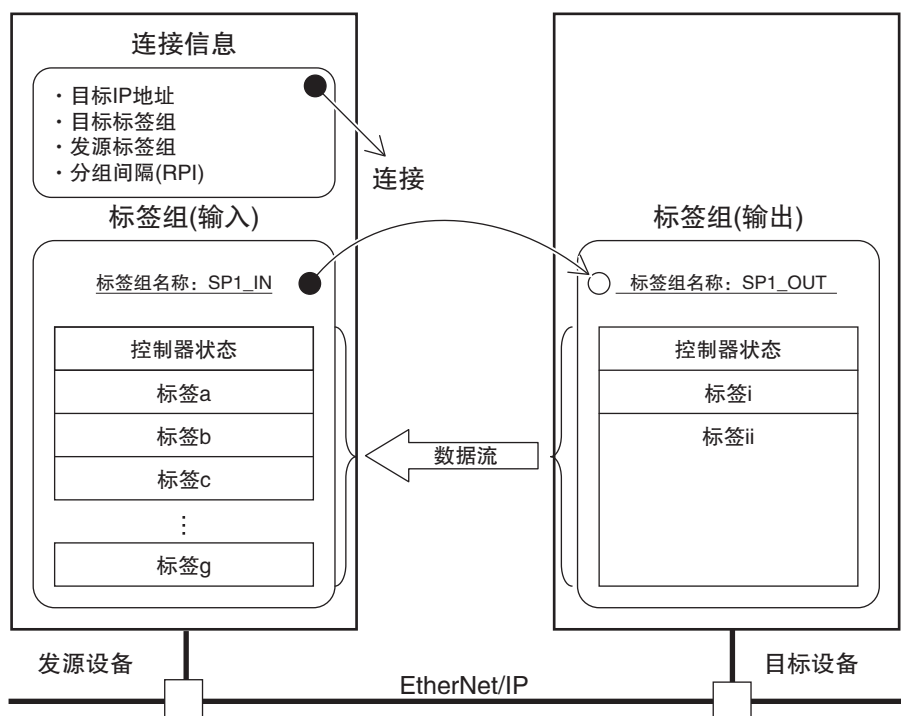 连接信息
・目标IP地址
・目标标签组
・发源标签组
・分组间隔(RPI)
连接
标签组(输入)
标签组(输出)
标签组名称：SP1_IN
标签组名称：SP1_OUT
控制器状态
标签a
标签b
标签c
⋮
标签g
控制器状态
标签i
标签ii
数据流
发源设备
目标设备
EtherNet/IP